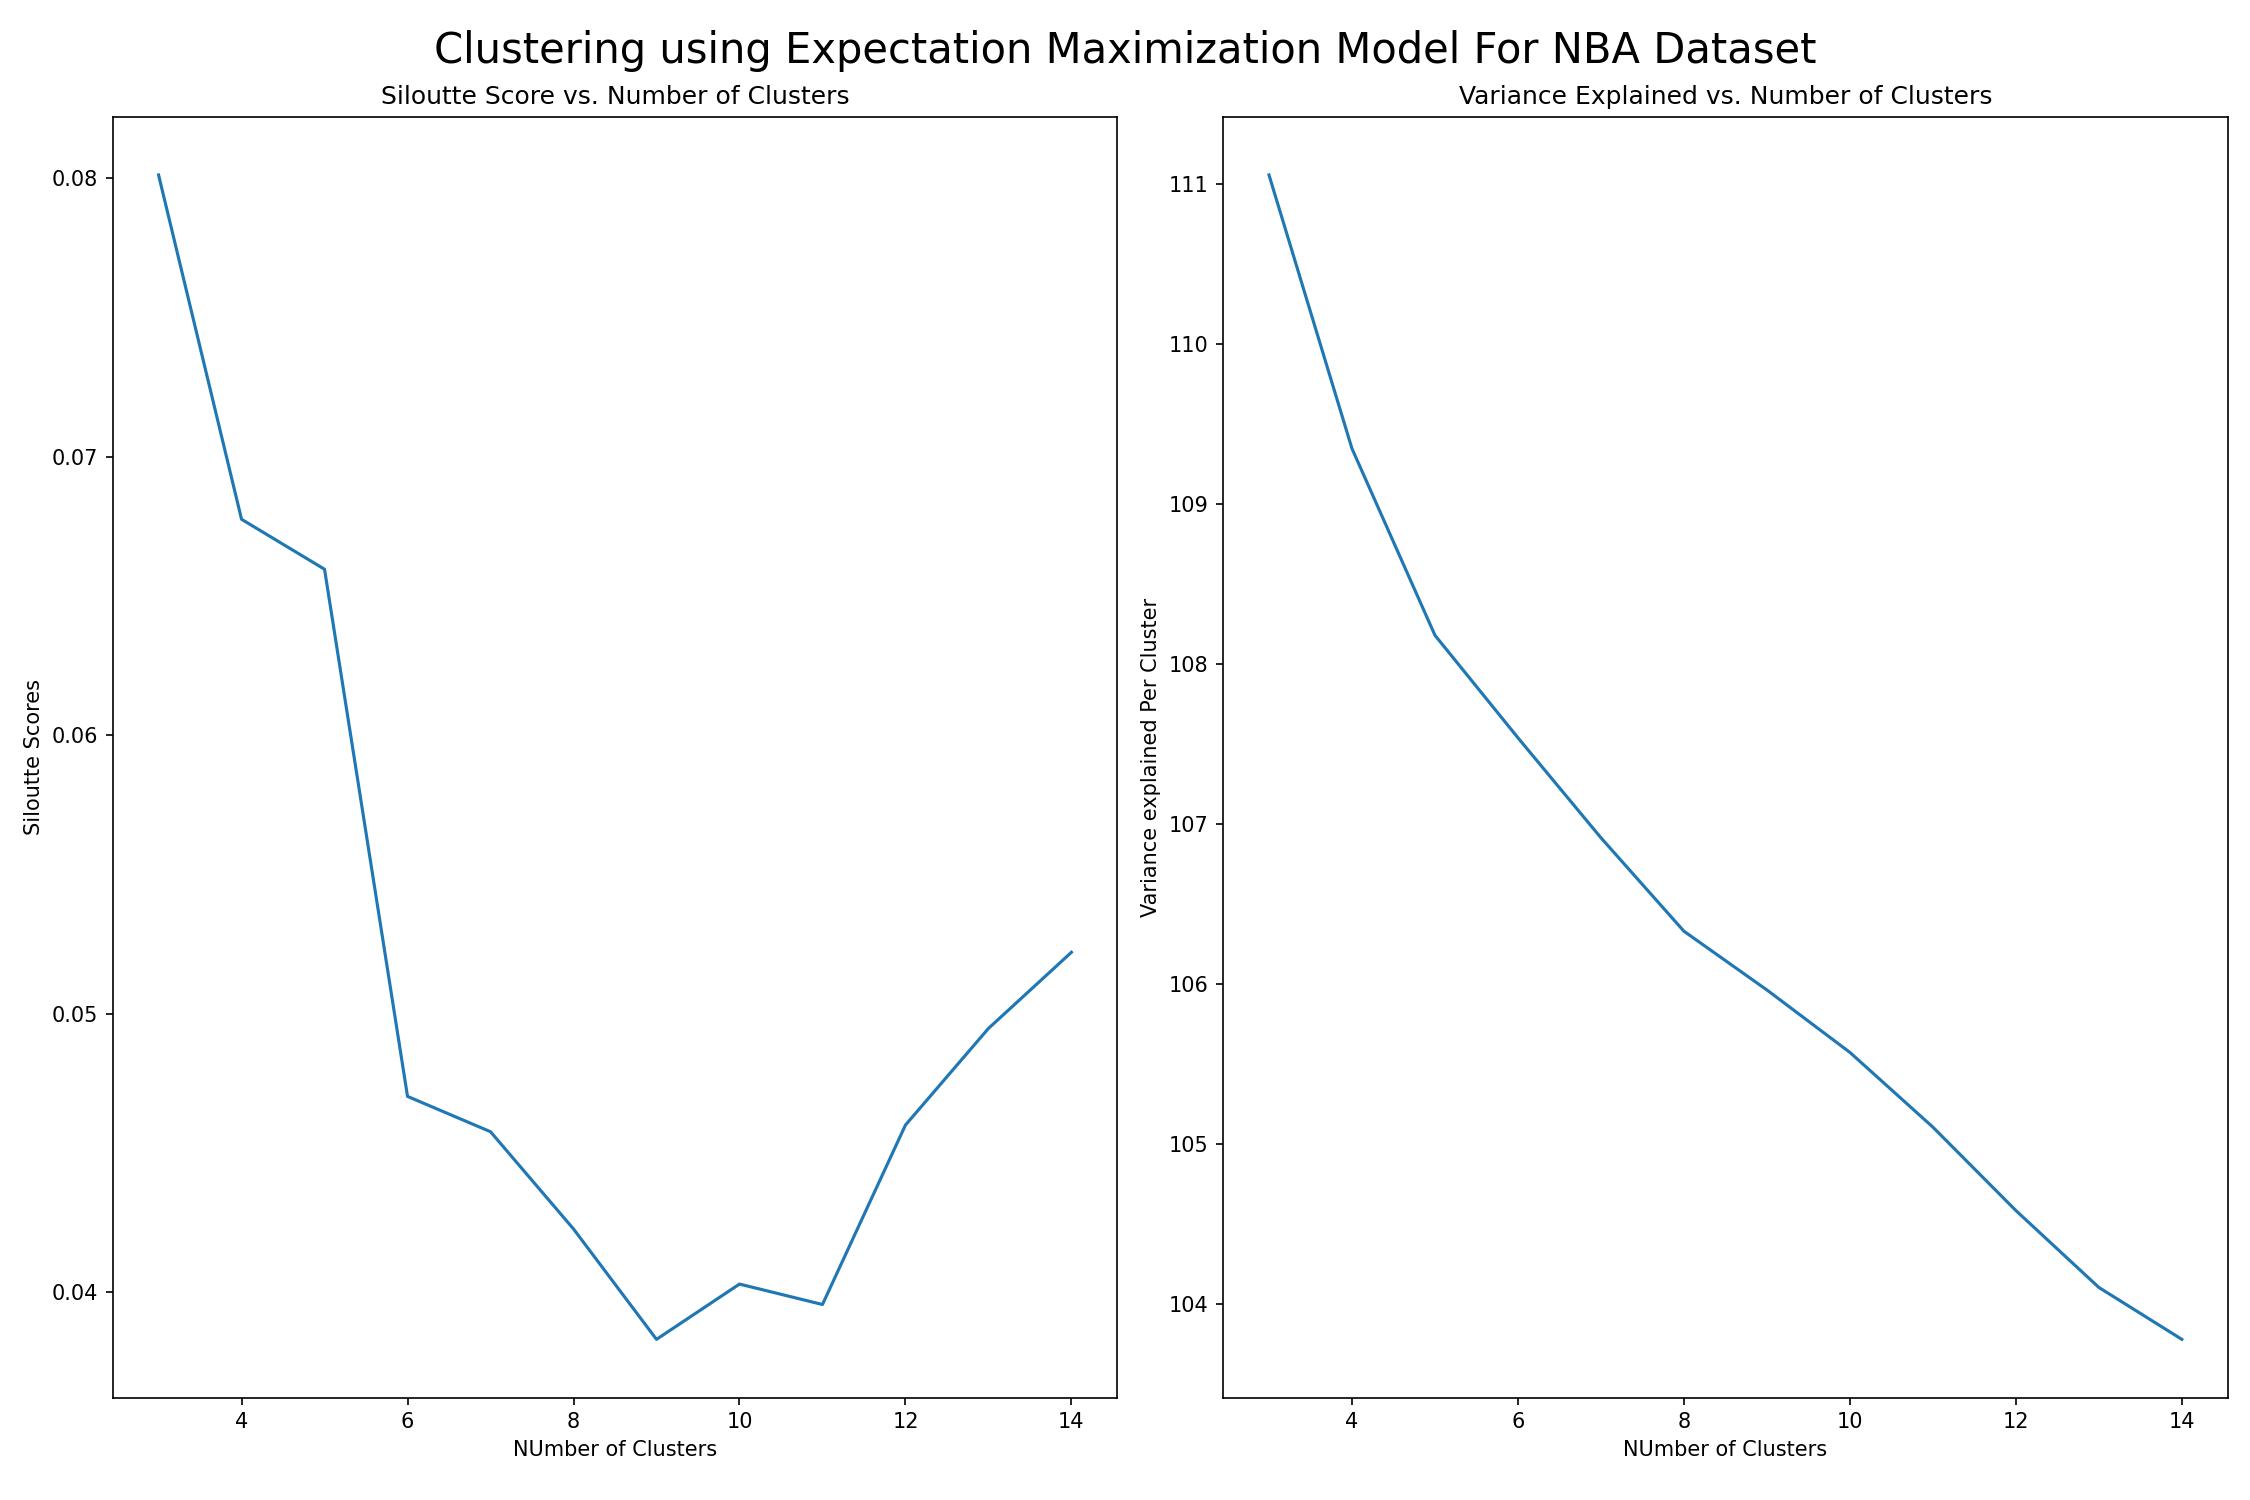 Clustering using Expectation Maximization Model For NBA Dataset
Siloutte Score vs. Number of Clusters
Siloutte Scores
0.08
0.07
0.06
0.05
0.04
4 6 8 10 12 14
NUmber of Clusters
Variance Explained vs. Number of Clusters
Variance explained Per Cluster
111
110
109
108
107
106
105
104
4 6 8 10 12 14
NUmber of Clusters